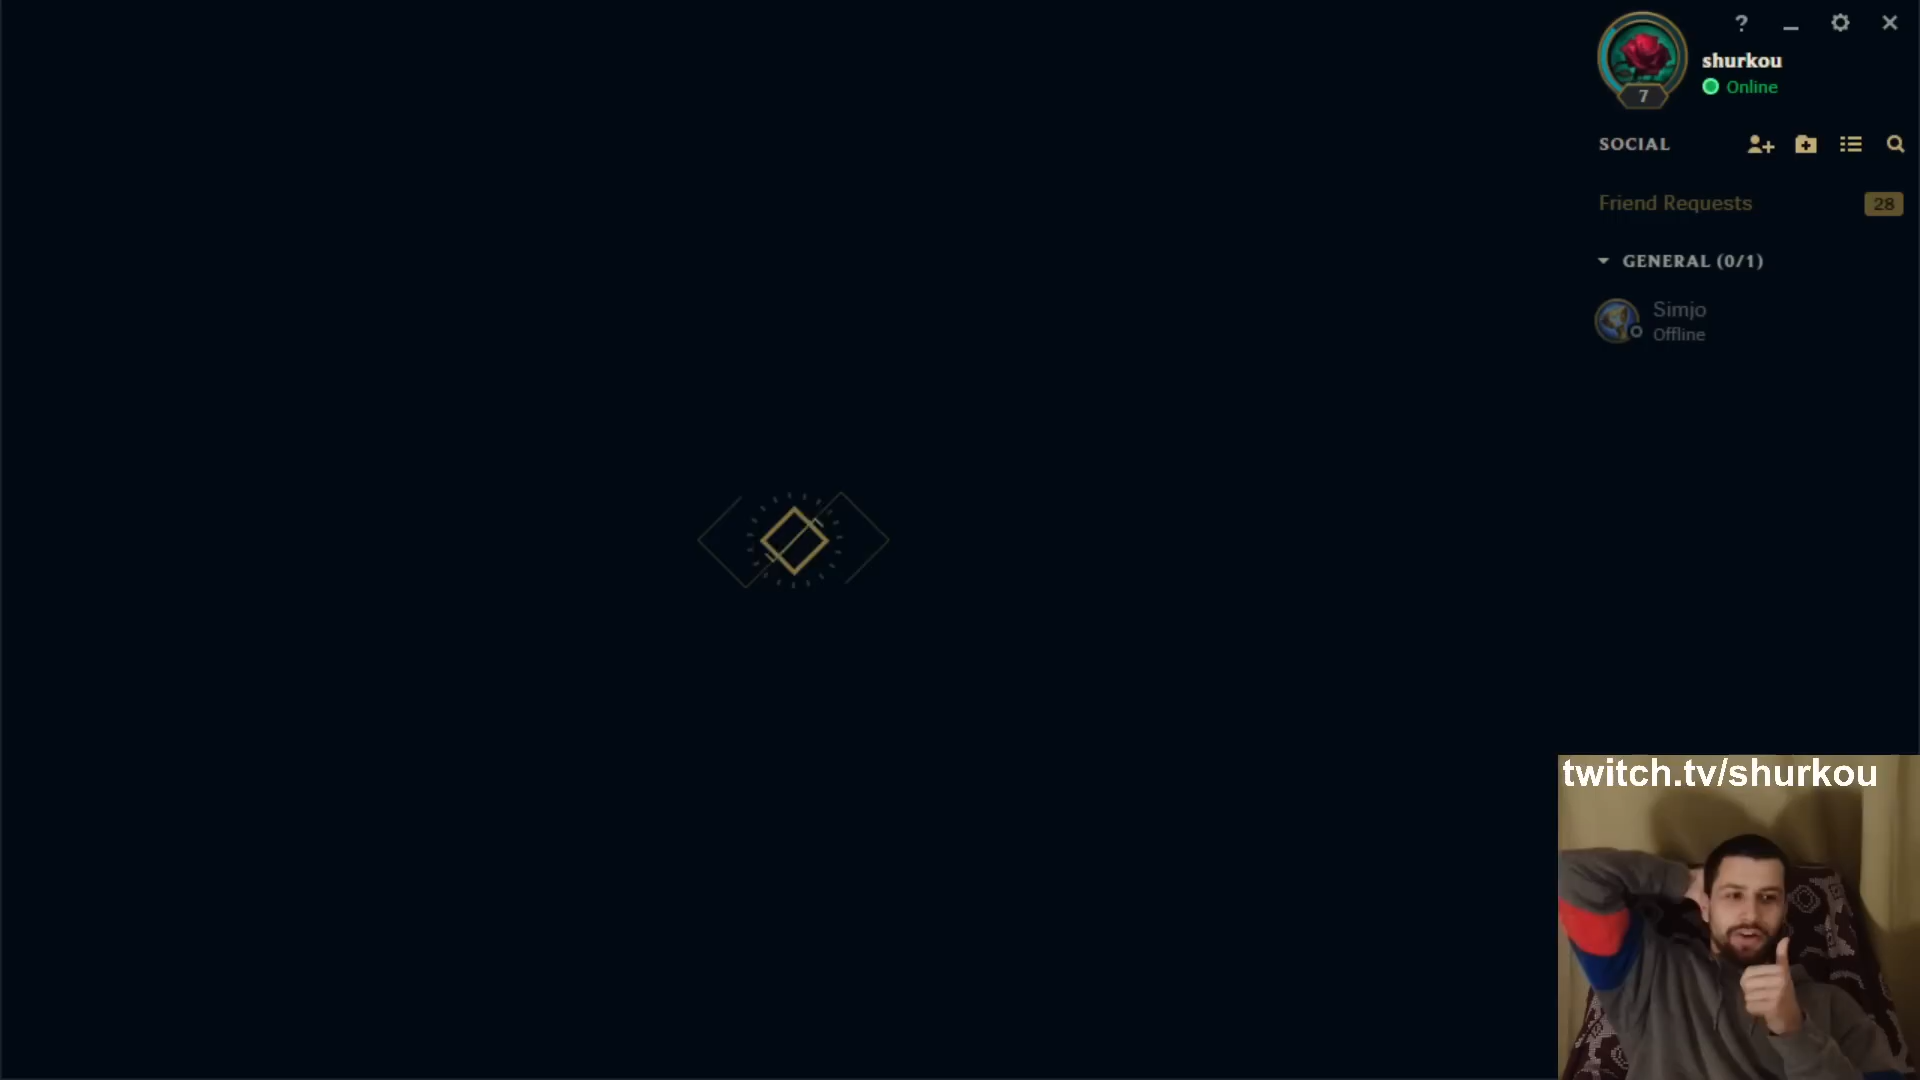 ?
shurkou
7
Online
SOCIAL
Friend Requests
28
GENERAL (0/1)
Simjo
Offline
twitch.tv/shurkou